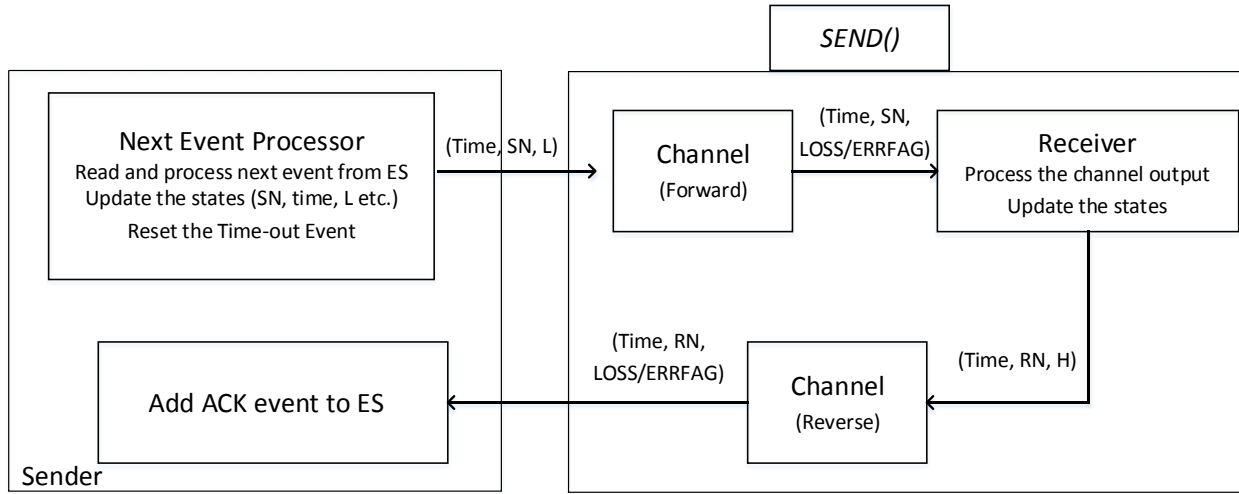 SEND()
Next Event Processor
Read and process next event from ES
Update the states (SN, time, L etc.)
Reset the Time-out Event
(Time, SN, L)
Channel
(Forward)
(Time, SN,
LOSS/ERRFAG)
Receiver
Process the channel output
Update the states
(Time, RN, H)
Channel
(Reverse)
(Time, RN,
LOSS/ERRFAG)
Add ACK event to ES
Sender